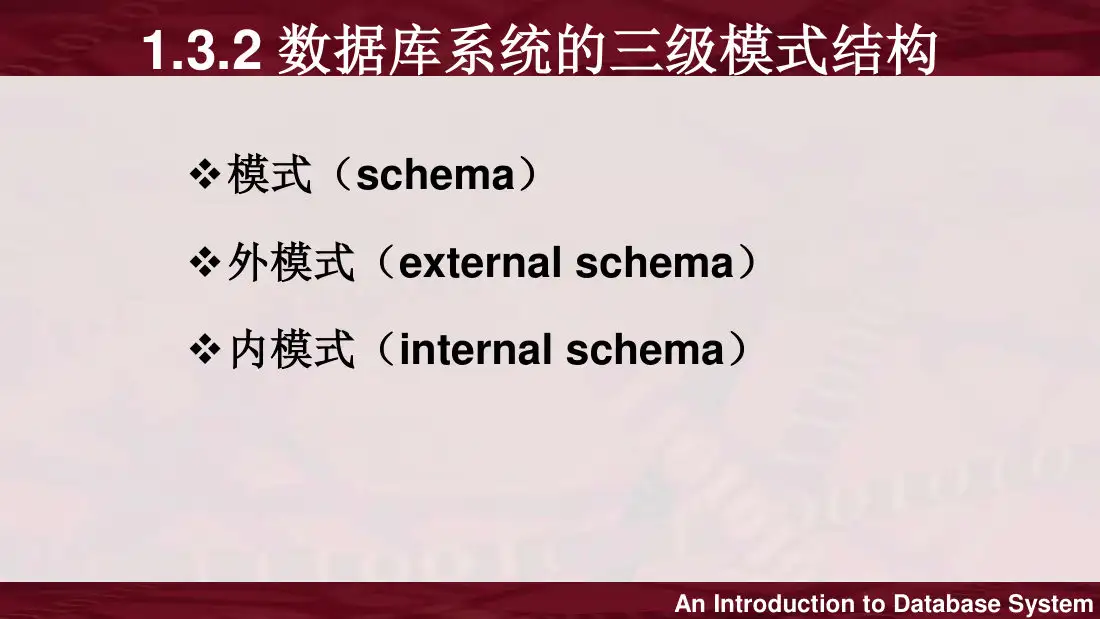 1.3.2 数据库系统的三级模式结构
❖模式（schema）
❖外模式（external schema）
❖内模式（internal schema）
An Introduction to Database System